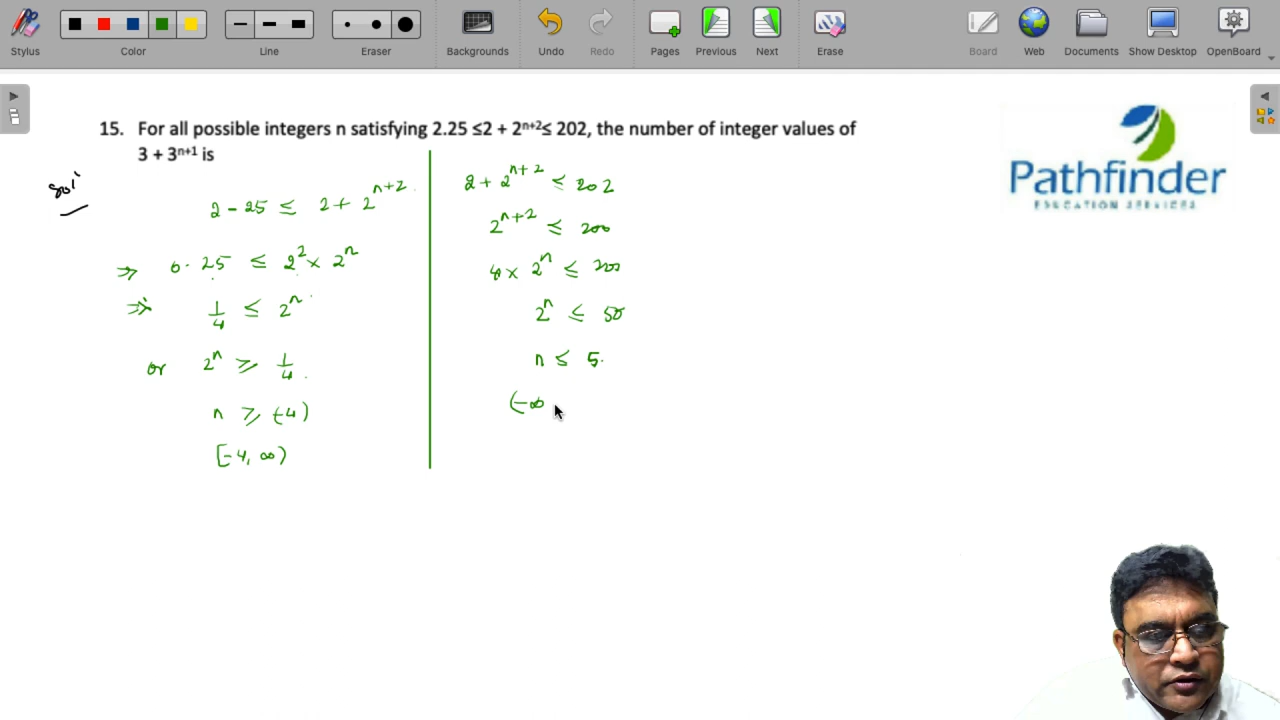 Stylus
Color
Line
Eraser
Backgrounds
Undo
Redo
Pages
Previous
Next
Erase
Board
Web
Documents
Show Desktop
OpenBoard
15. For all possible integers n satisfying 2.25 ≤2 + 2ⁿ⁺²≤ 202, the number of integer values of
3 + 3ⁿ⁺¹ is
Pathfinder
EDUCATION SERVICES
Sol
2 - 25 ≤ 2 + 2ⁿ⁺²
⇒ 0.25 ≤ 2² × 2ⁿ
⇒ 1/4 ≤ 2ⁿ
or 2ⁿ ≥ 1/4
n ≥ (-4)
[-4, ∞)
2 + 2ⁿ⁺² ≤ 202
2ⁿ⁺² ≤ 200
4 × 2ⁿ ≤ 200
2ⁿ ≤ 50
n ≤ 5.
(-∞